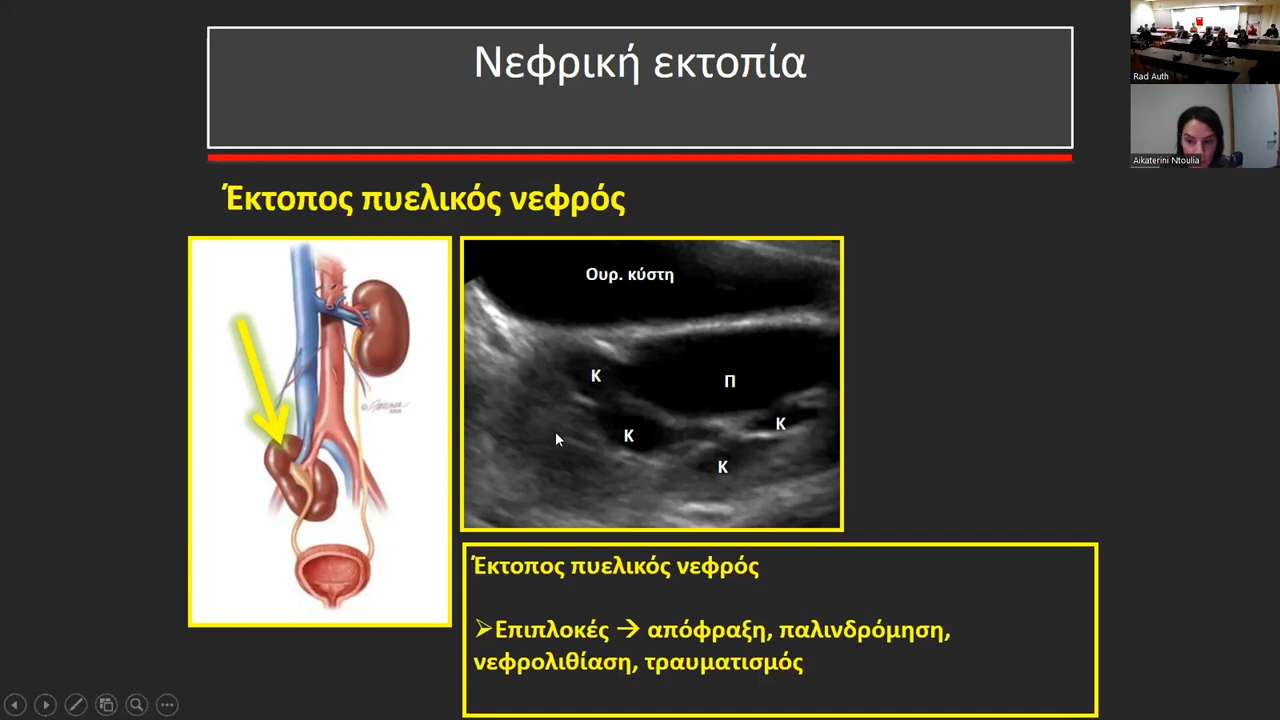 Νεφρική εκτοπία
Rad Auth
Aikaterini Ntoulia
Έκτοπος πυελικός νεφρός
Ουρ. κύστη
Κ
Π
Κ
Κ
Κ
Έκτοπος πυελικός νεφρός
➢Επιπλοκές → απόφραξη, παλινδρόμηση,
νεφρολιθίαση, τραυματισμός